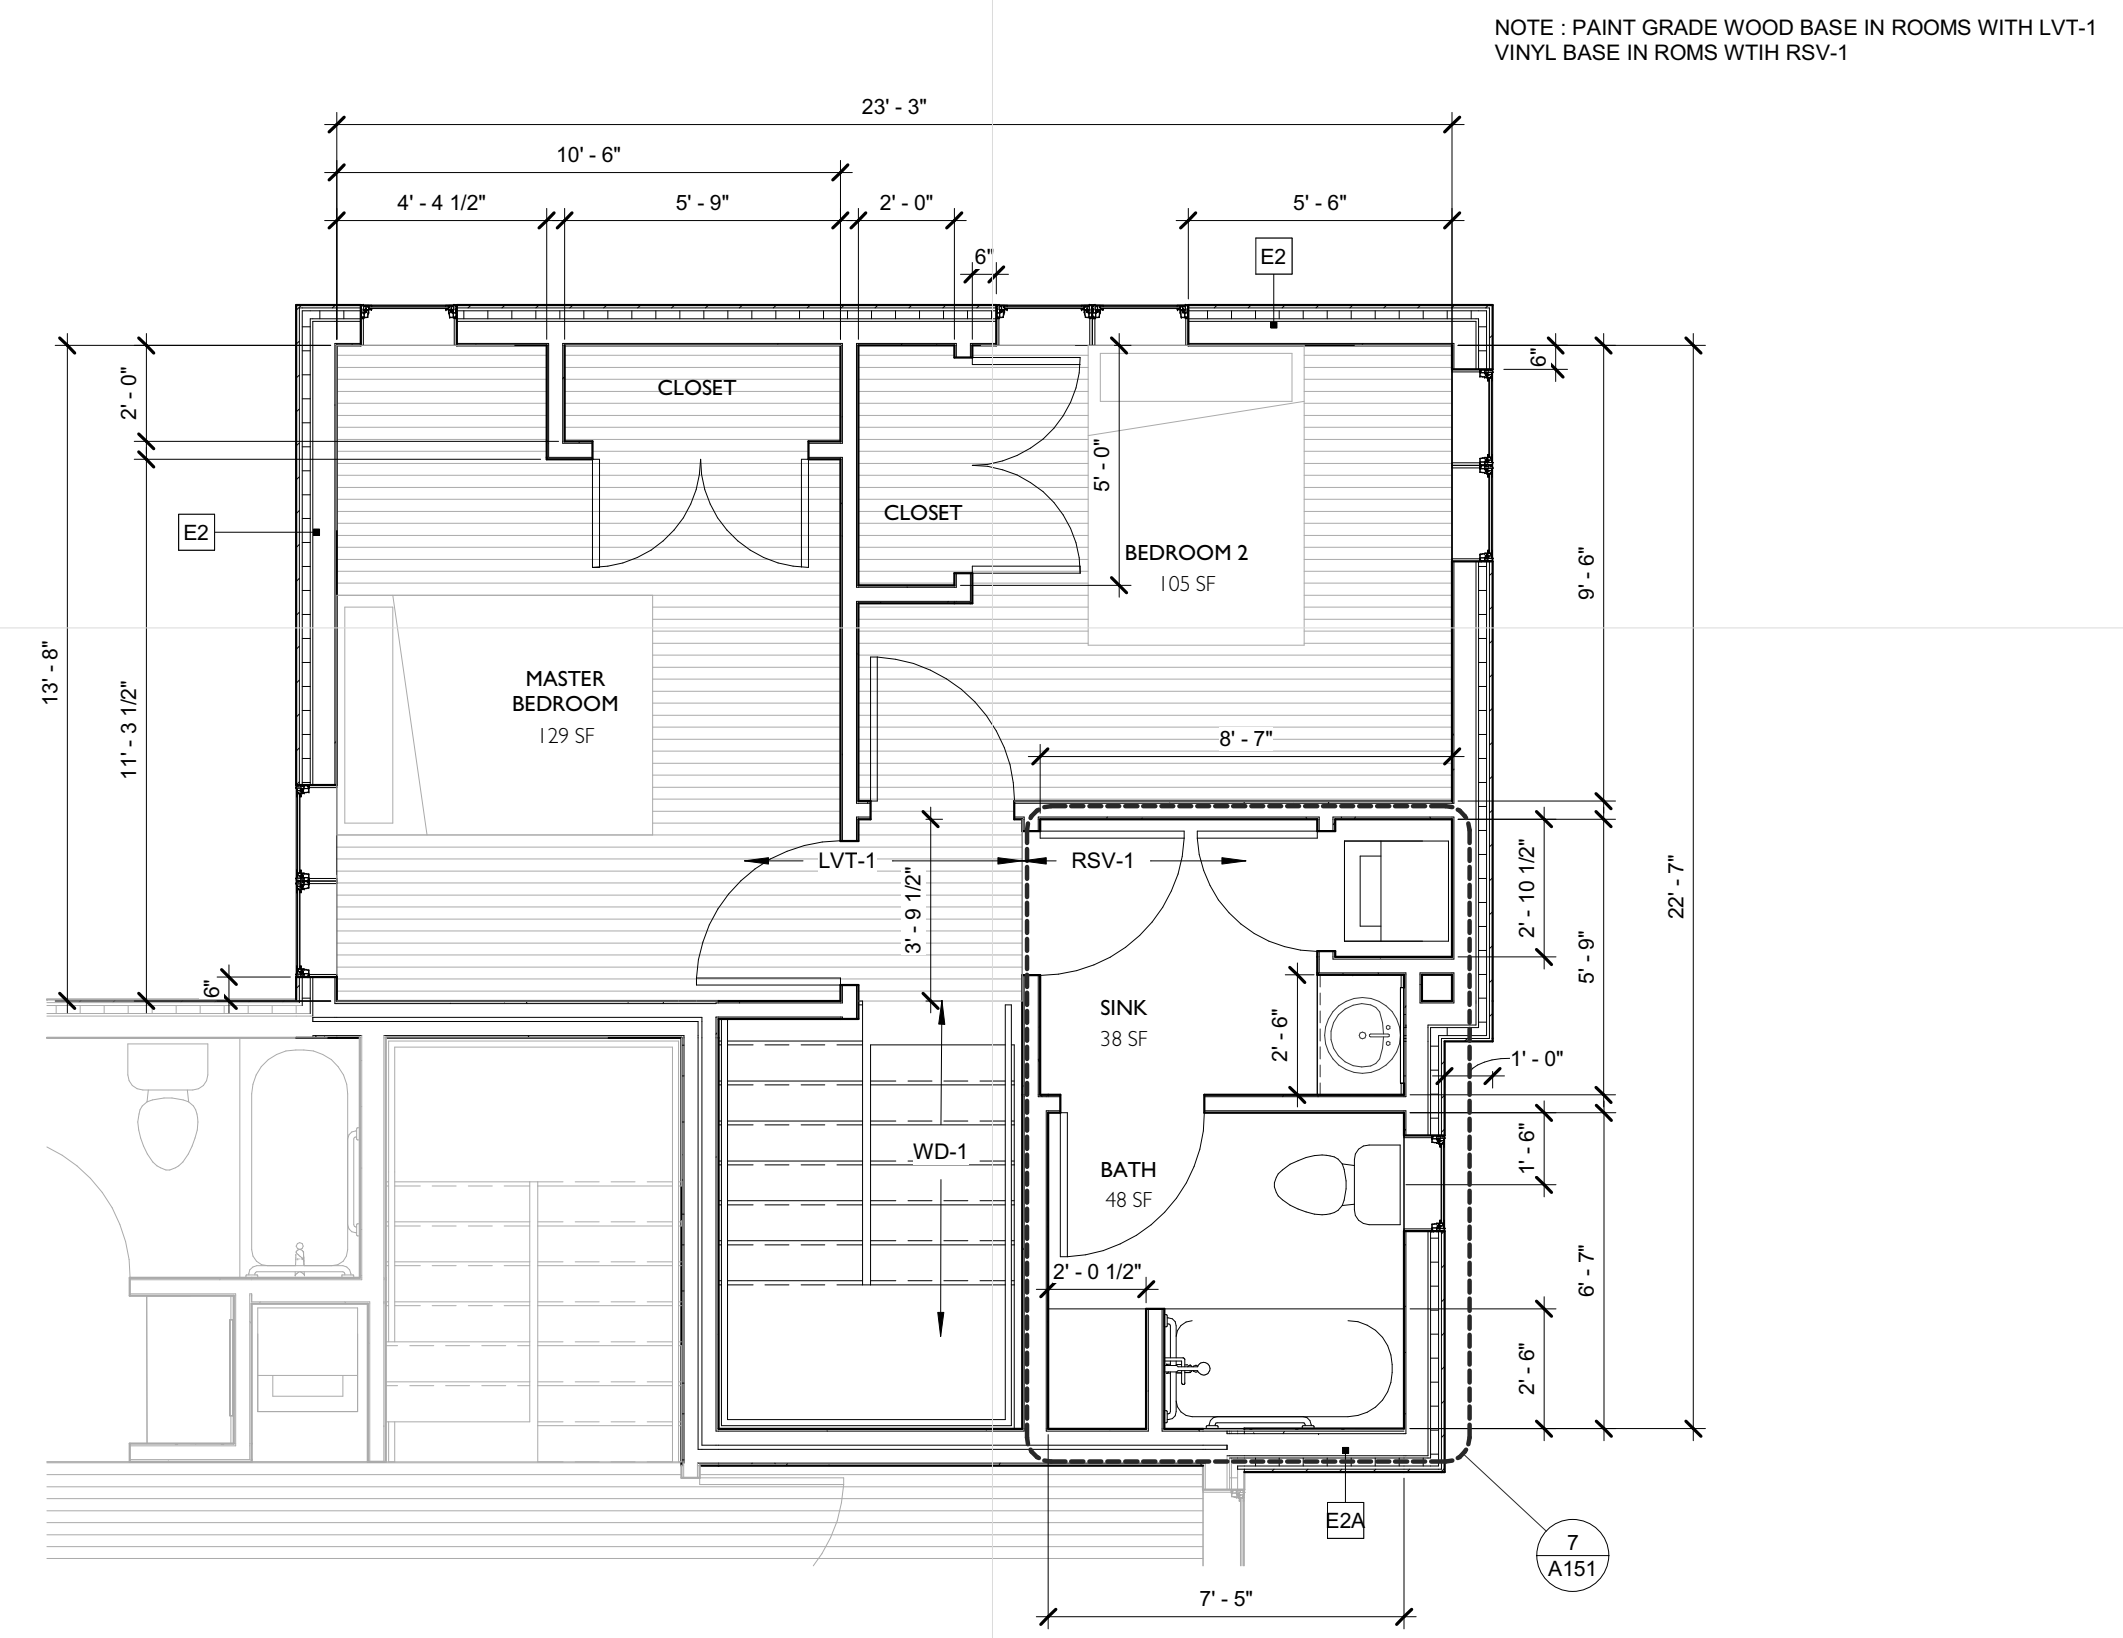 NOTE : PAINT GRADE WOOD BASE IN ROOMS WITH LVT-1
VINYL BASE IN ROMS WTIH RSV-1
23' - 3"
10' - 6"
4' - 4 1/2"
5' - 9"
2' - 0"
5' - 6"
6"
E2
6"
2' - 0"
CLOSET
5' - 0"
CLOSET
E2
BEDROOM 2
105 SF
9' - 6"
13' - 8"
11' - 3 1/2"
MASTER
BEDROOM
129 SF
8' - 7"
LVT-1
RSV-1
3' - 9 1/2"
2' - 10 1/2"
22' - 7"
5' - 9"
6"
SINK
38 SF
2' - 6"
1' - 0"
WD-1
1' - 6"
BATH
48 SF
2' - 0 1/2"
6' - 7"
2' - 6"
E2A
7
A151
7' - 5"